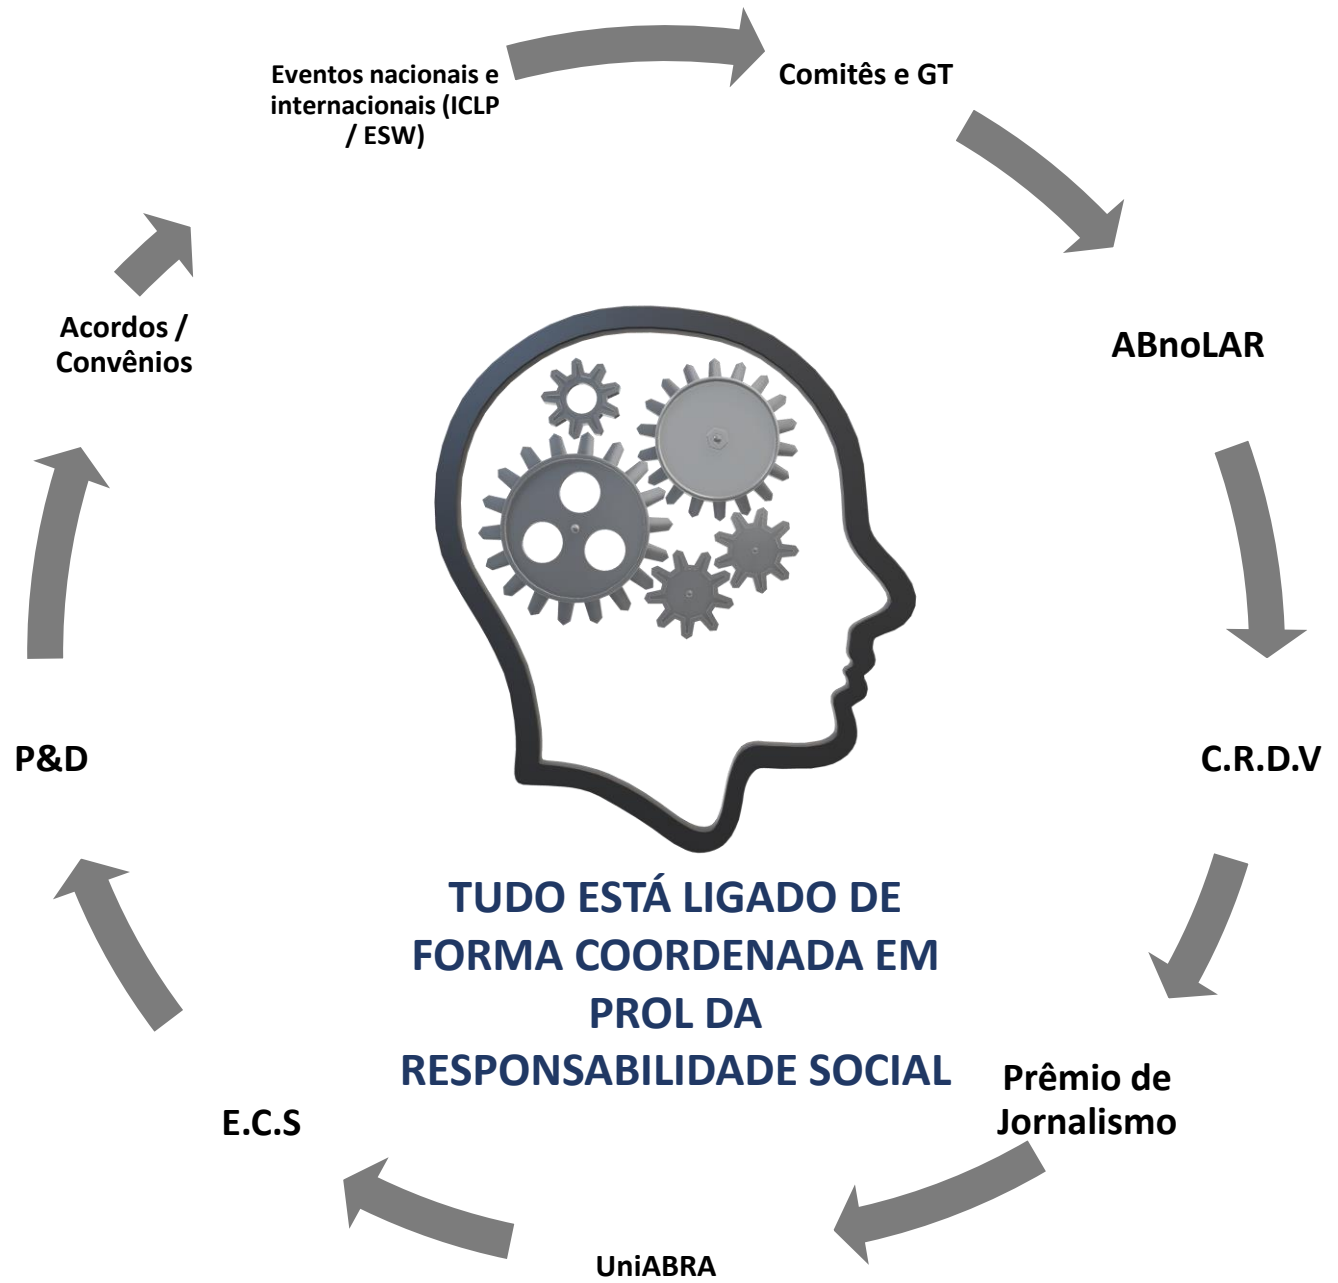 Eventos nacionais e
internacionais (ICLP
/ ESW)
Comitês e GT
ABnoLAR
C.R.D.V
Prêmio de
Jornalismo
UniABRA
E.C.S
P&D
Acordos /
Convênios
TUDO ESTÁ LIGADO DE
FORMA COORDENADA EM
PROL DA
RESPONSABILIDADE SOCIAL